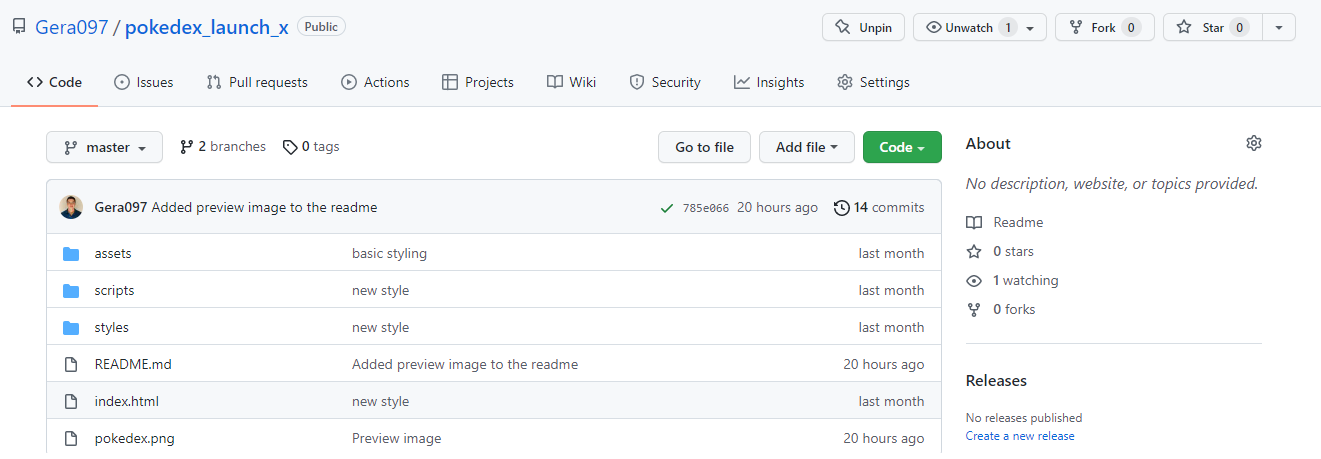 Gera097 / pokedex_launch_x Public Unpin Unwatch 1 Fork 0 Star 0
Code Issues Pull requests Actions Projects Wiki Security Insights Settings
master 2 branches 0 tags Go to file Add file Code
Gera097 Added preview image to the readme 785e066 20 hours ago 14 commits
assets basic styling last month
scripts new style last month
styles new style last month
README.md Added preview image to the readme 20 hours ago
index.html new style last month
pokedex.png Preview image 20 hours ago
About
No description, website, or topics provided.
Readme
0 stars
1 watching
0 forks
Releases
No releases published
Create a new release